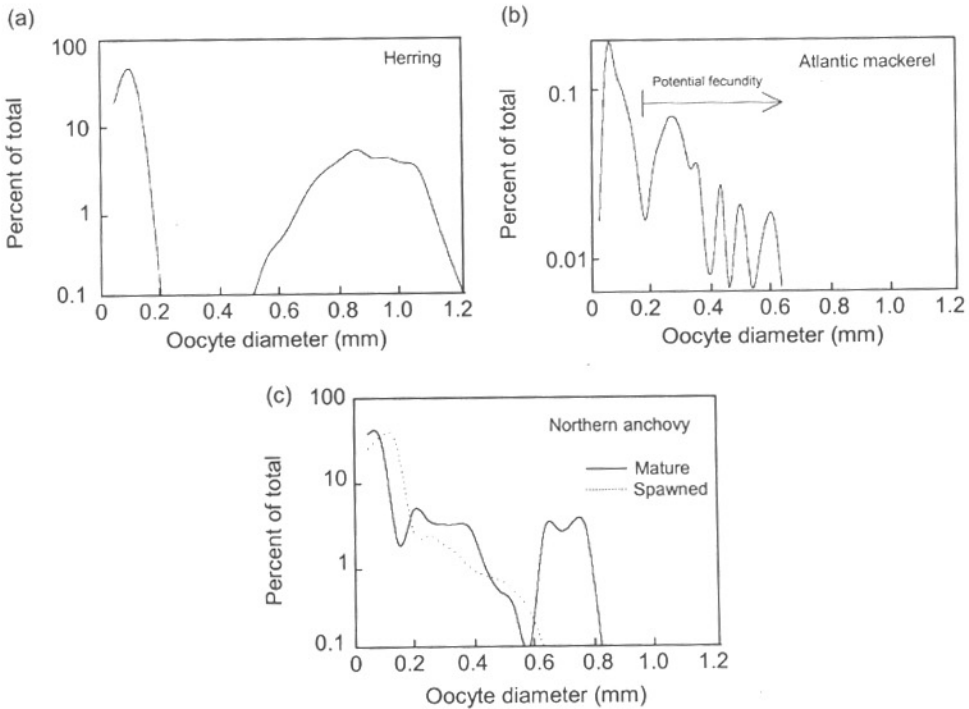 (a)
Herring
100
10
1
0.1
Percent of total
0 0.2 0.4 0.6 0.8 1.0 1.2
Oocyte diameter (mm)
(b)
Atlantic mackerel
Potential fecundity
0.1
0.01
Percent of total
0 0.2 0.4 0.6 0.8 1.0 1.2
Oocyte diameter (mm)
(c)
Northern anchovy
Mature
Spawned
100
10
1
0.1
Percent of total
0 0.2 0.4 0.6 0.8 1.0 1.2
Oocyte diameter (mm)